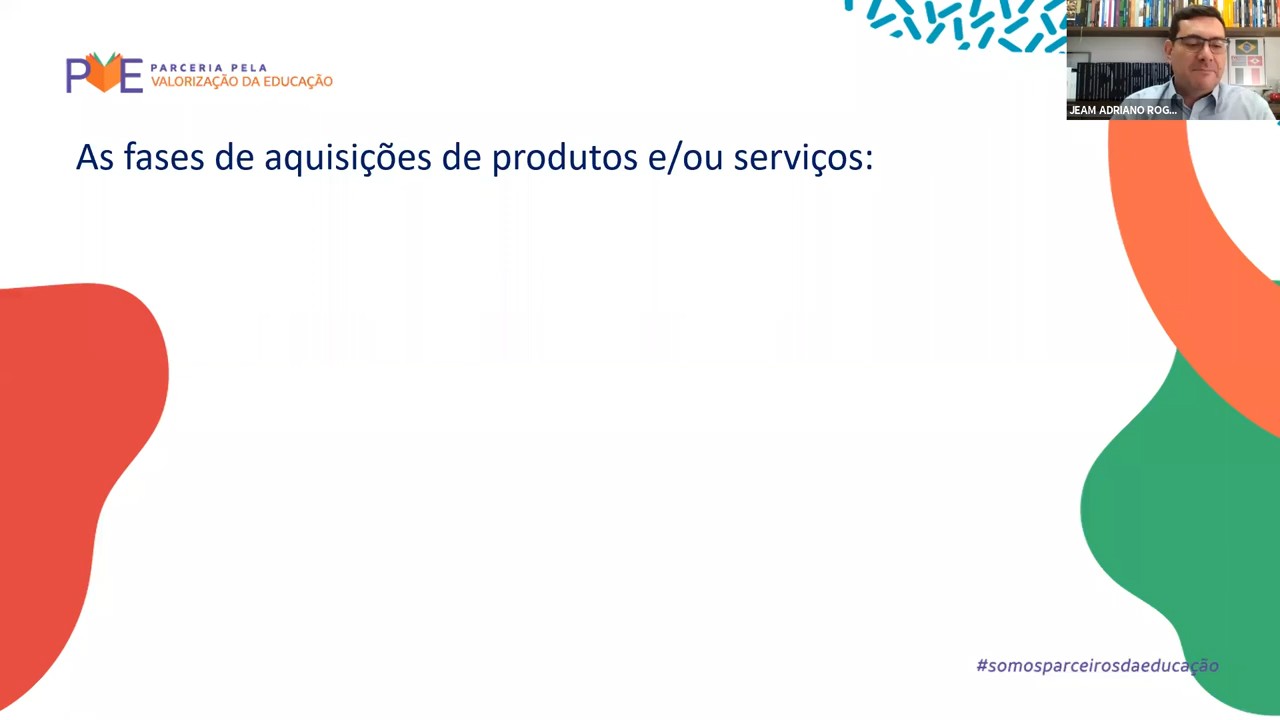 PVE
PARCERIA PELA
VALORIZAÇÃO DA EDUCAÇÃO
JEAM ADRIANO ROG...
As fases de aquisições de produtos e/ou serviços:
#somosparceirosdaeducação